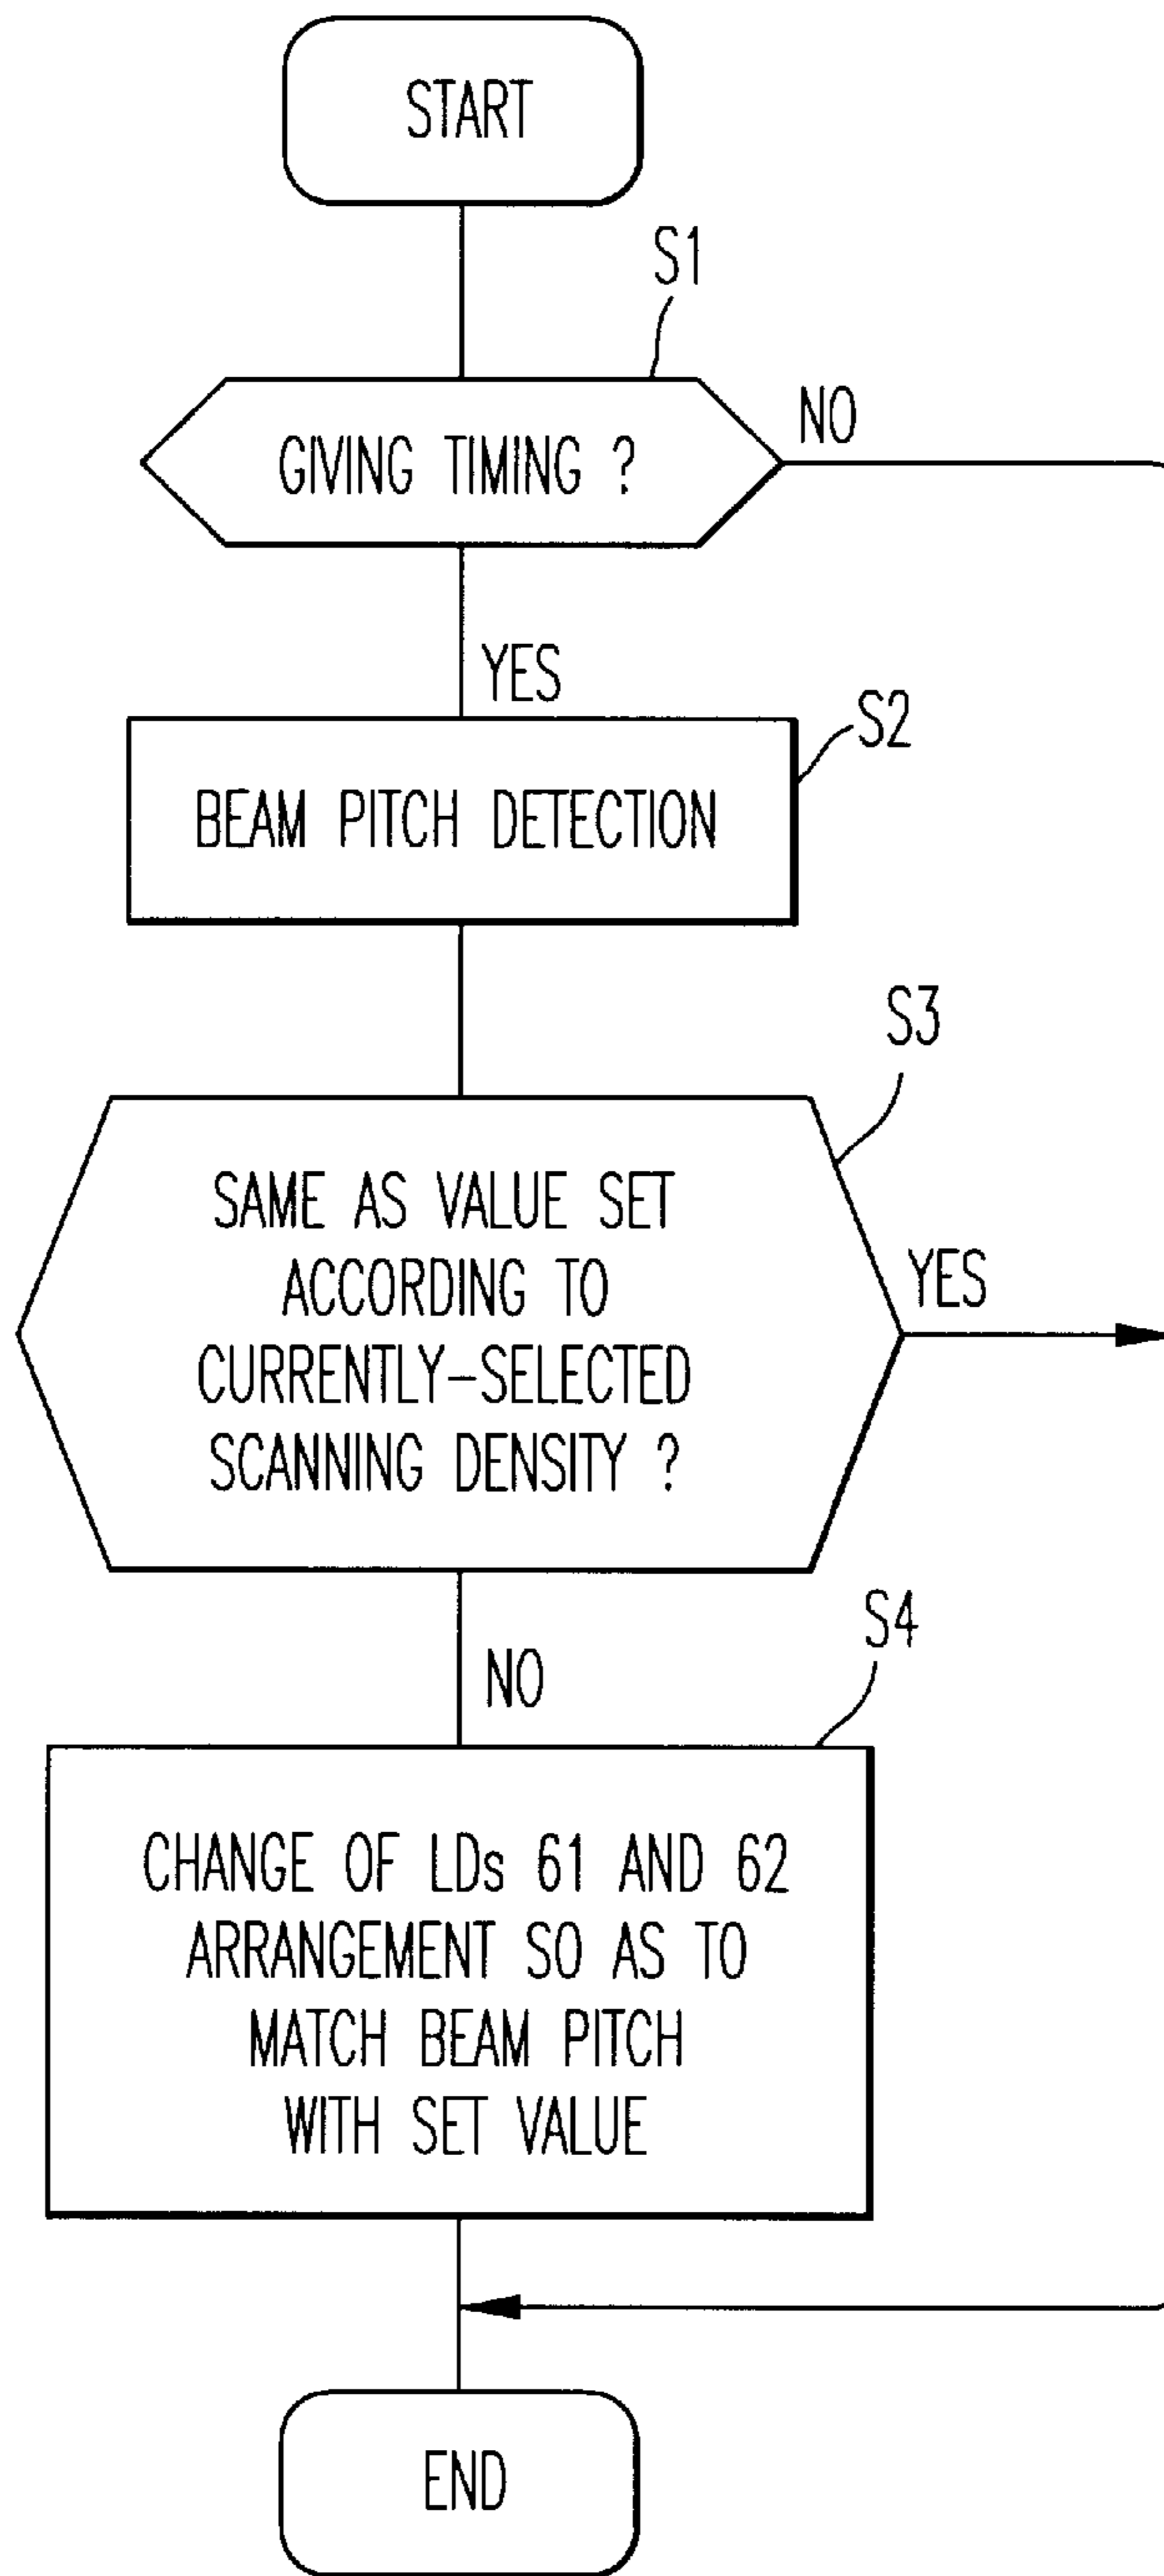 START
S1
GIVING TIMING ?
NO
YES
S2
BEAM PITCH DETECTION
S3
SAME AS VALUE SET
ACCORDING TO
CURRENTLY-SELECTED
SCANNING DENSITY ?
YES
NO
S4
CHANGE OF LDs 61 AND 62
ARRANGEMENT SO AS TO
MATCH BEAM PITCH
WITH SET VALUE
END